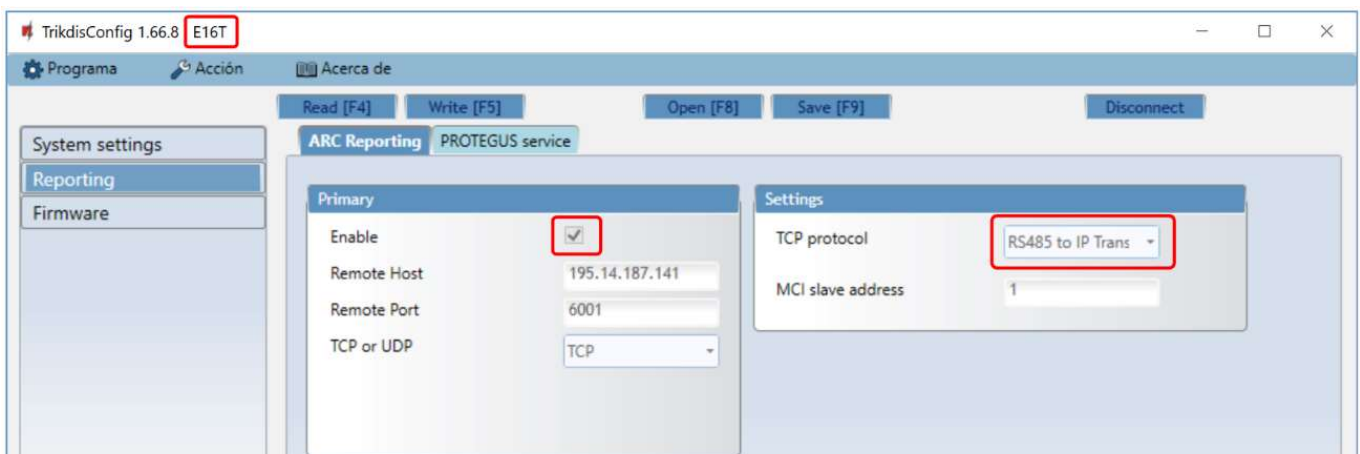 TrikdisConfig 1.66.8 E16T
Programa Acción Acerca de
Read [F4] Write [F5] Open [F8] Save [F9] Disconnect
System settings
Reporting
Firmware
ARC Reporting PROTEGUS service
Primary
Enable
Remote Host 195.14.187.141
Remote Port 6001
TCP or UDP TCP
Settings
TCP protocol RS485 to IP Trans
MCI slave address 1